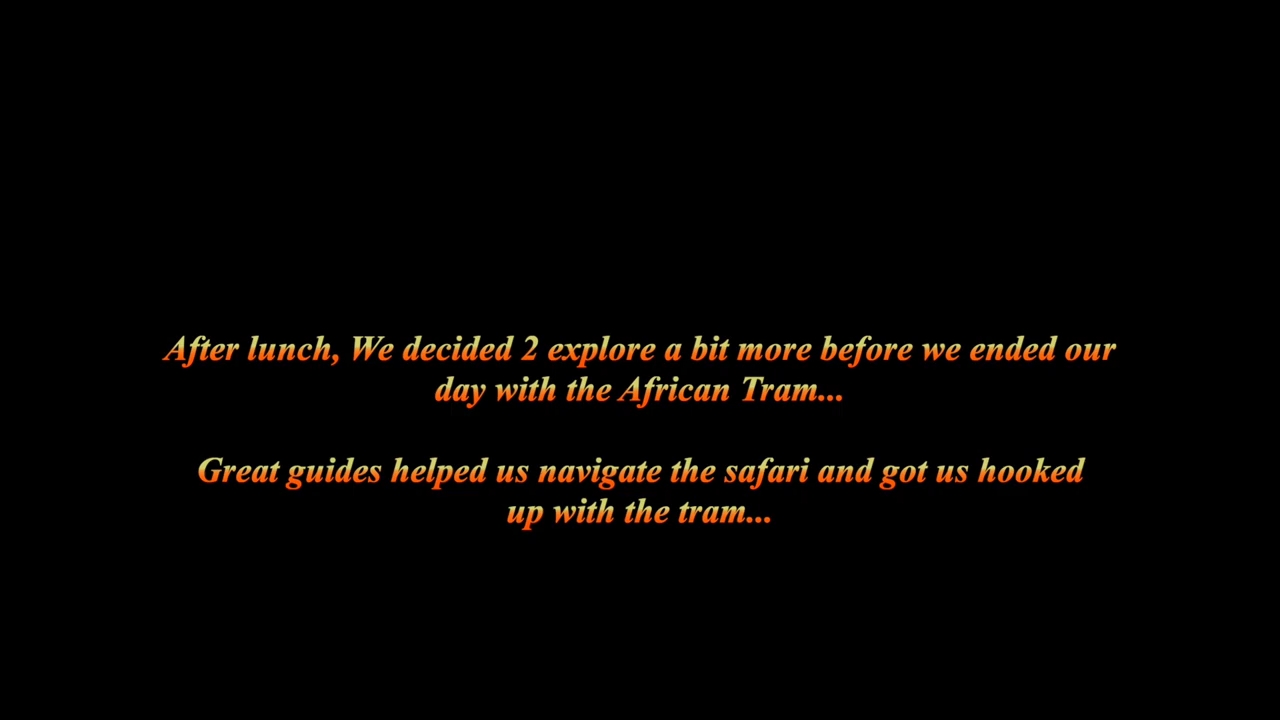 After lunch, We decided 2 explore a bit more before we ended our
day with the African Tram...
Great guides helped us navigate the safari and got us hooked
up with the tram...